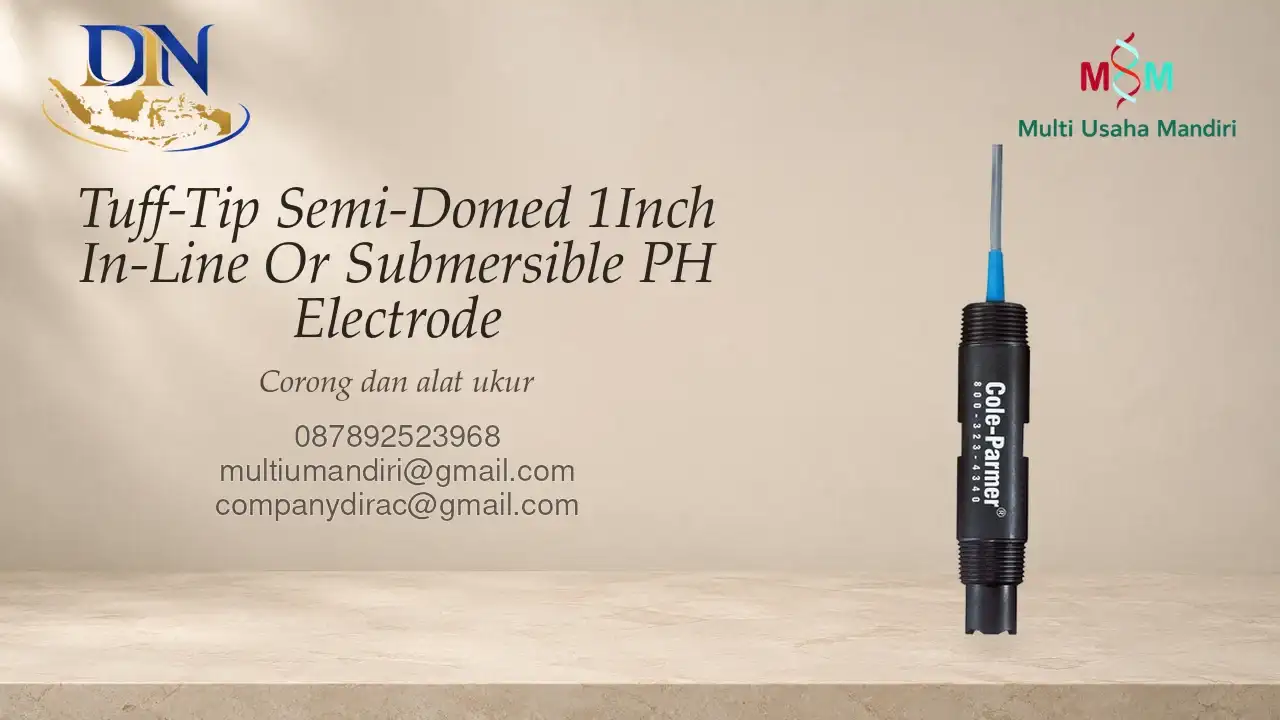 DN
MSM
Multi Usaha Mandiri
Tuff-Tip Semi-Domed 1Inch
In-Line Or Submersible PH
Electrode
Corong dan alat ukur
087892523968
multiumandiri@gmail.com
companydirac@gmail.com
Cole-Parmer®
800-323-4340